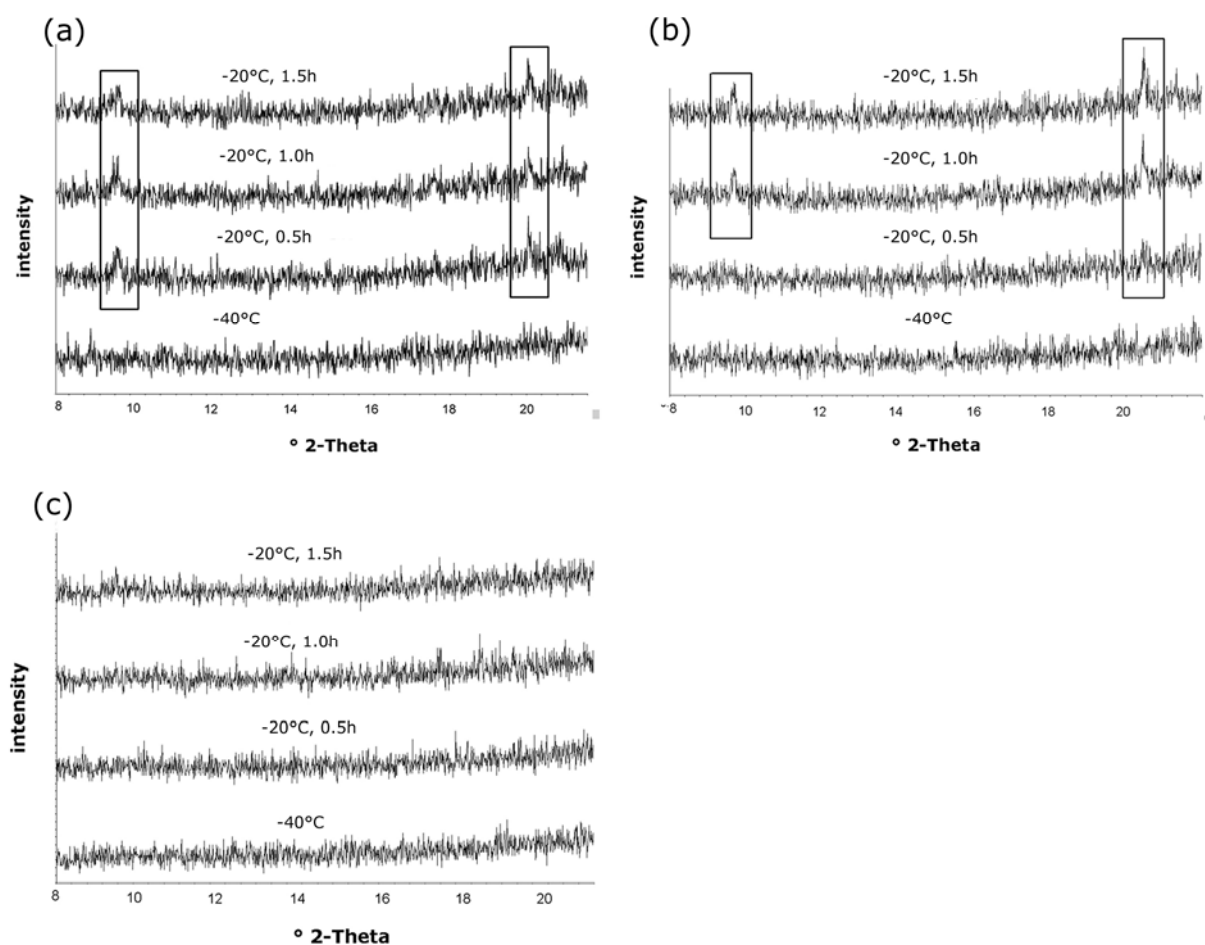 (a)
-20°C, 1.5h
-20°C, 1.0h
-20°C, 0.5h
-40°C
intensity
8 10 12 14 16 18 20
° 2-Theta
(b)
-20°C, 1.5h
-20°C, 1.0h
-20°C, 0.5h
-40°C
intensity
8 10 12 14 16 18 20
° 2-Theta
(c)
-20°C, 1.5h
-20°C, 1.0h
-20°C, 0.5h
-40°C
intensity
8 10 12 14 16 18 20
° 2-Theta